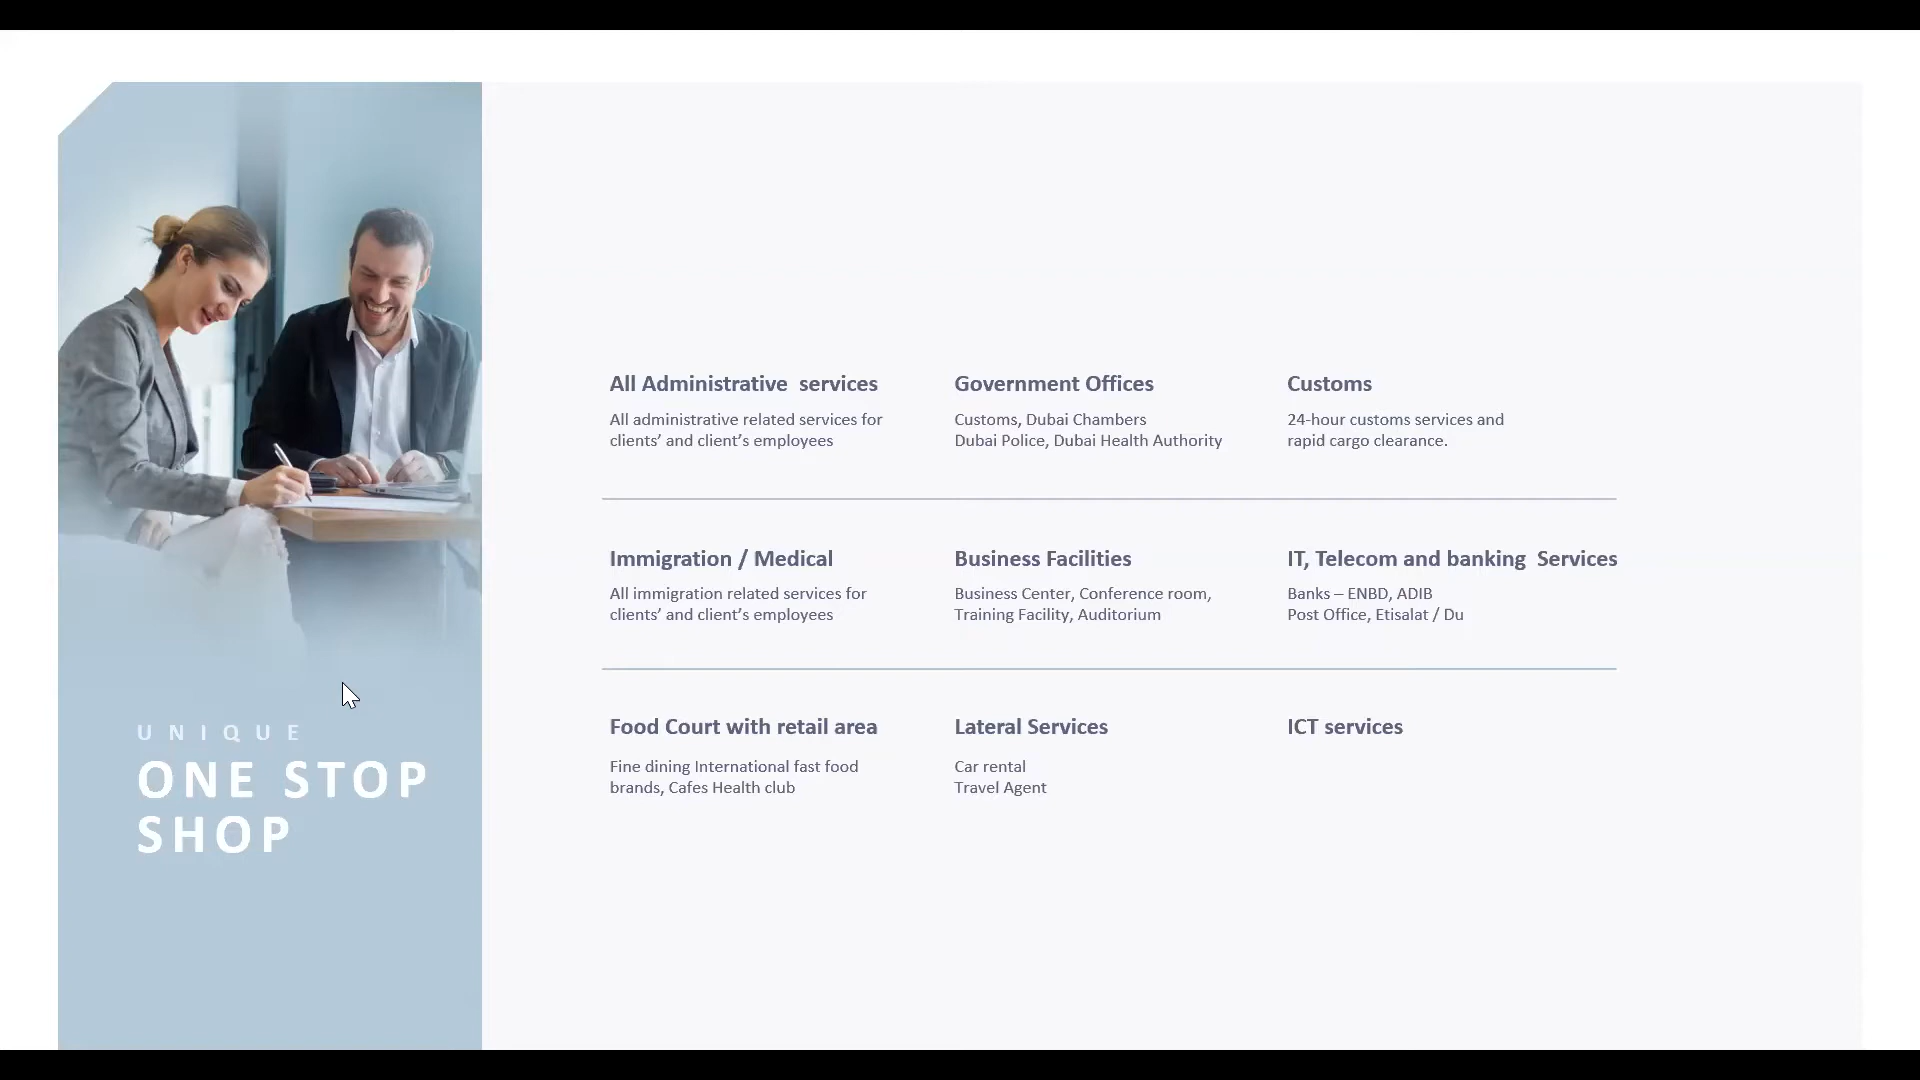 UNIQUE
ONE STOP
SHOP
All Administrative  services
All administrative related services for
clients’ and client’s employees
Government Offices
Customs, Dubai Chambers
Dubai Police, Dubai Health Authority
Customs
24-hour customs services and
rapid cargo clearance.
Immigration / Medical
All immigration related services for
clients’ and client’s employees
Business Facilities
Business Center, Conference room,
Training Facility, Auditorium
IT, Telecom and banking  Services
Banks – ENBD, ADIB
Post Office, Etisalat / Du
Food Court with retail area
Fine dining International fast food
brands, Cafes Health club
Lateral Services
Car rental
Travel Agent
ICT services